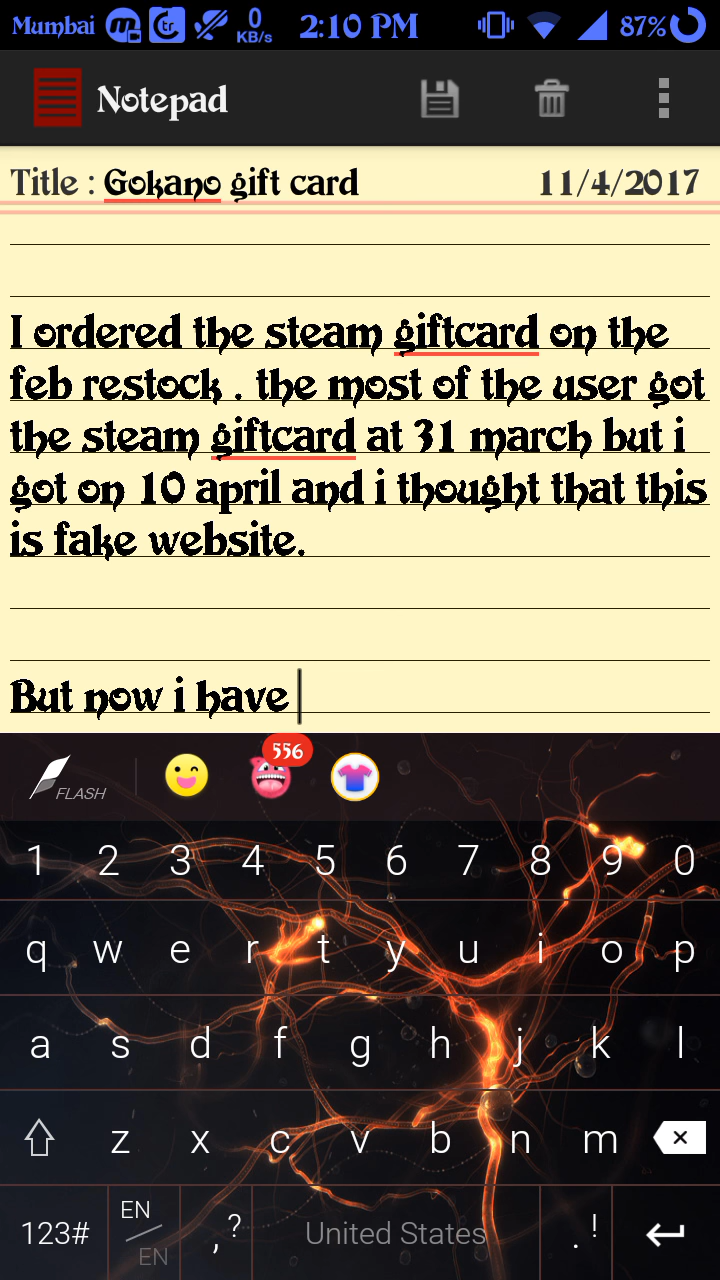 Mumbai 0 KB/s 2:10 PM 87%
Notepad
Title : Gokano gift card 11/4/2017
I ordered the steam giftcard on the
feb restock . the most of the user got
the steam giftcard at 31 march but i
got on 10 april and i thought that this
is fake website.
But now i have
FLASH 556
1 2 3 4 5 6 7 8 9 0
q w e r t y u i o p
a s d f g h j k l
z x c v b n m
123# EN EN , ? United States . !